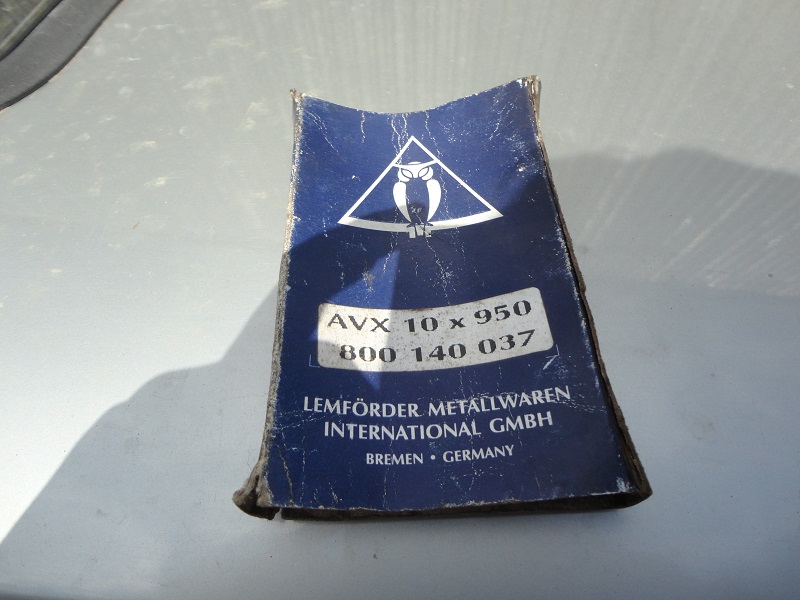 AVX 10 x 950
800 140 037
LEMFÖRDER METALLWAREN
INTERNATIONAL GMBH
BREMEN • GERMANY